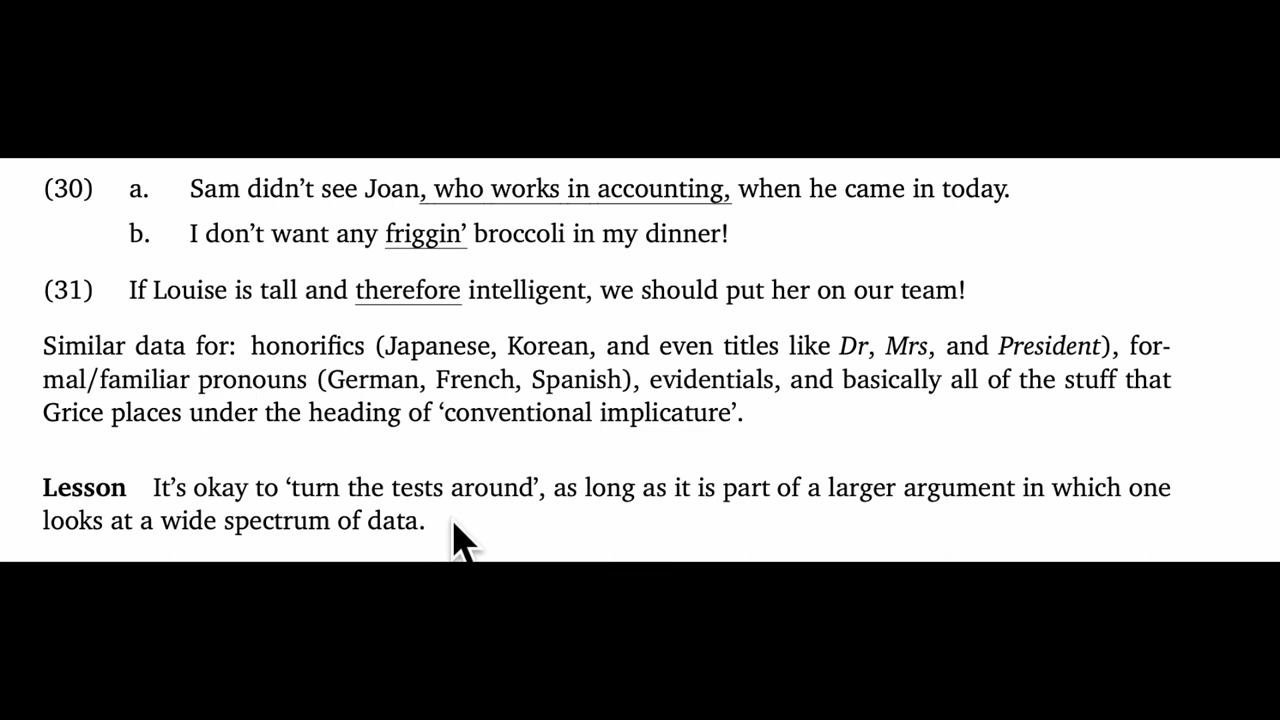 (30) a. Sam didn’t see Joan, who works in accounting, when he came in today.
b. I don’t want any friggin’ broccoli in my dinner!
(31) If Louise is tall and therefore intelligent, we should put her on our team!
Similar data for: honorifics (Japanese, Korean, and even titles like Dr, Mrs, and President), for-
mal/familiar pronouns (German, French, Spanish), evidentials, and basically all of the stuff that
Grice places under the heading of ‘conventional implicature’.
Lesson It’s okay to ‘turn the tests around’, as long as it is part of a larger argument in which one
looks at a wide spectrum of data.